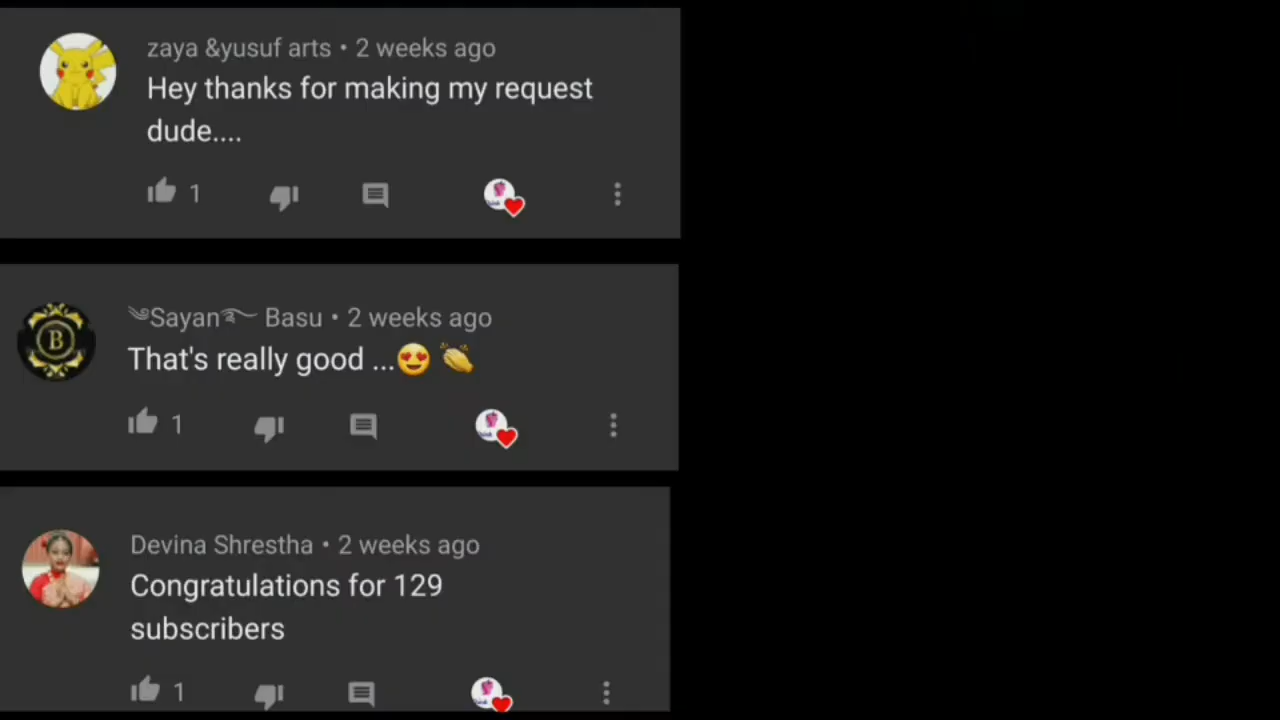 zaya &yusuf arts • 2 weeks ago
Hey thanks for making my request
dude....
1
༄Sayan࿐ Basu • 2 weeks ago
That's really good ...😍 👏
B
1
Devina Shrestha • 2 weeks ago
Congratulations for 129
subscribers
1